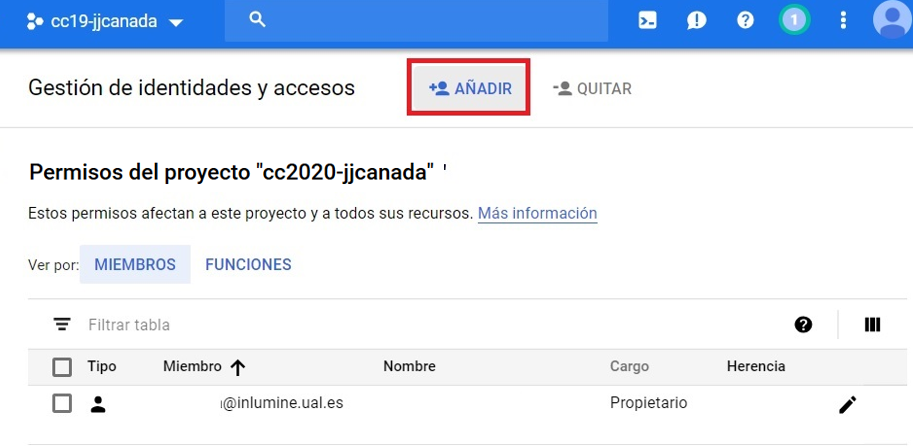 cc19-jjcanada
1
Gestión de identidades y accesos AÑADIR QUITAR
Permisos del proyecto "cc2020-jjcanada" '
Estos permisos afectan a este proyecto y a todos sus recursos. Más información
Ver por: MIEMBROS FUNCIONES
Filtrar tabla
Tipo Miembro Nombre Cargo Herencia
@inlumine.ual.es Propietario